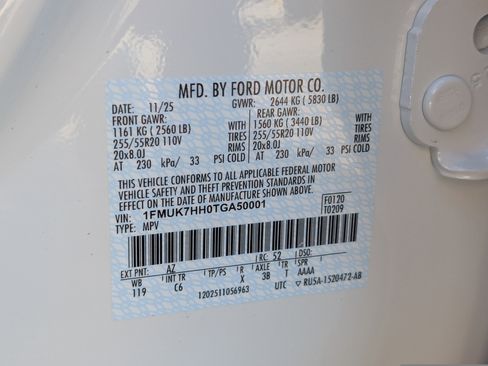 MFD. BY FORD MOTOR CO.
DATE: 11/25 GVWR: 2644 KG (5830 LB)
FRONT GAWR: REAR GAWR:
1161 KG (2560 LB) 1560 KG (3440 LB)
255/55R20 110V TIRES 255/55R20 110V TIRES
20x8.0J RIMS 20x8.0J RIMS
AT 230 kPa/ 33 PSI COLD AT 230 kPa/ 33 PSI COLD
THIS VEHICLE CONFORMS TO ALL APPLICABLE FEDERAL MOTOR
VEHICLE SAFETY AND THEFT PREVENTION STANDARDS IN
EFFECT ON THE DATE OF MANUFACTURE SHOWN ABOVE.
VIN: 1FMUK7HH0TGA50001 F0120
TYPE: MPV T0209
EXT PNT: AZ RC: 52 DSO:
WB INT TR TP/PS R AXLE TR SPR
119 C6 X 3B T AAAA
1202511056963 UTC RU5A-1520472-AB